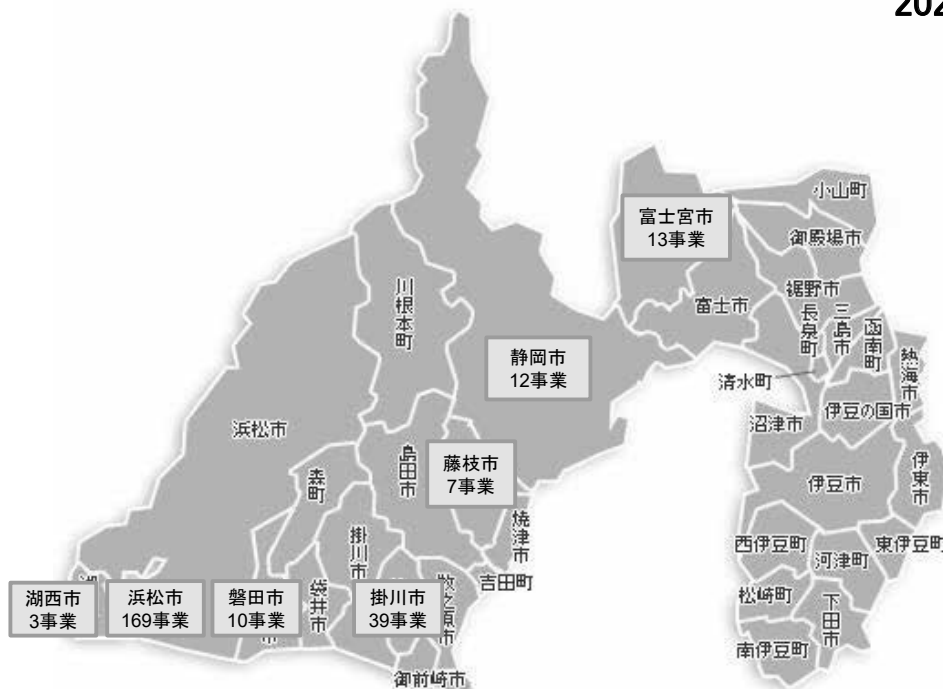 202
小山町
富士宮市
13事業
御殿場市
裾野市
川根本町
富士市
長泉町
三島市
函南町
熱海市
静岡市
12事業
清水町
伊豆の国市
沼津市
浜松市
島田市
藤枝市
7事業
伊東市
森町
伊豆市
焼津市
掛川市
西伊豆町
河津町
東伊豆町
吉田町
湖西市
3事業
浜松市
169事業
磐田市
10事業
袋井市
掛川市
39事業
牧之原市
松崎町
下田市
南伊豆町
御前崎市